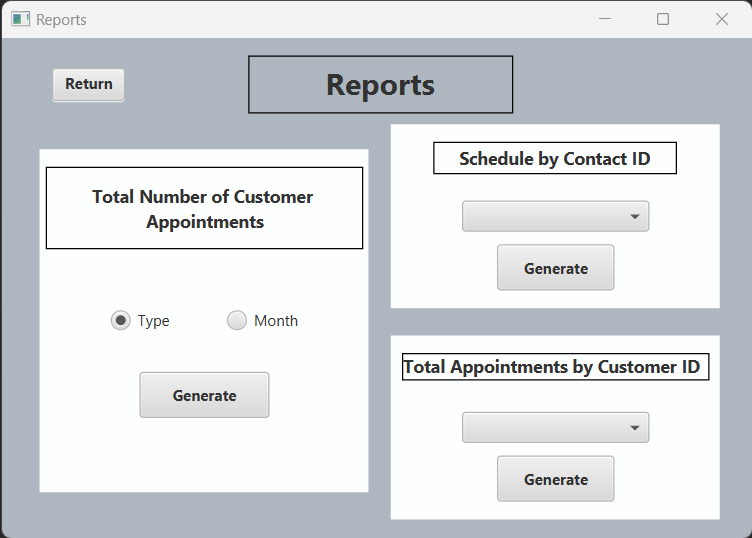 Reports
Return
Reports
Total Number of Customer
Appointments
Type
Month
Generate
Schedule by Contact ID
Generate
Total Appointments by Customer ID
Generate